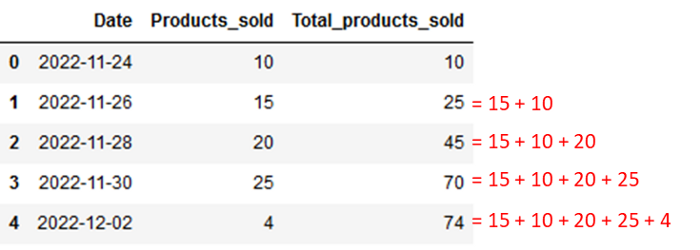 Date Products_sold Total_products_sold
0 2022-11-24 10 10
1 2022-11-26 15 25 = 15 + 10
2 2022-11-28 20 45 = 15 + 10 + 20
3 2022-11-30 25 70 = 15 + 10 + 20 + 25
4 2022-12-02 4 74 = 15 + 10 + 20 + 25 + 4